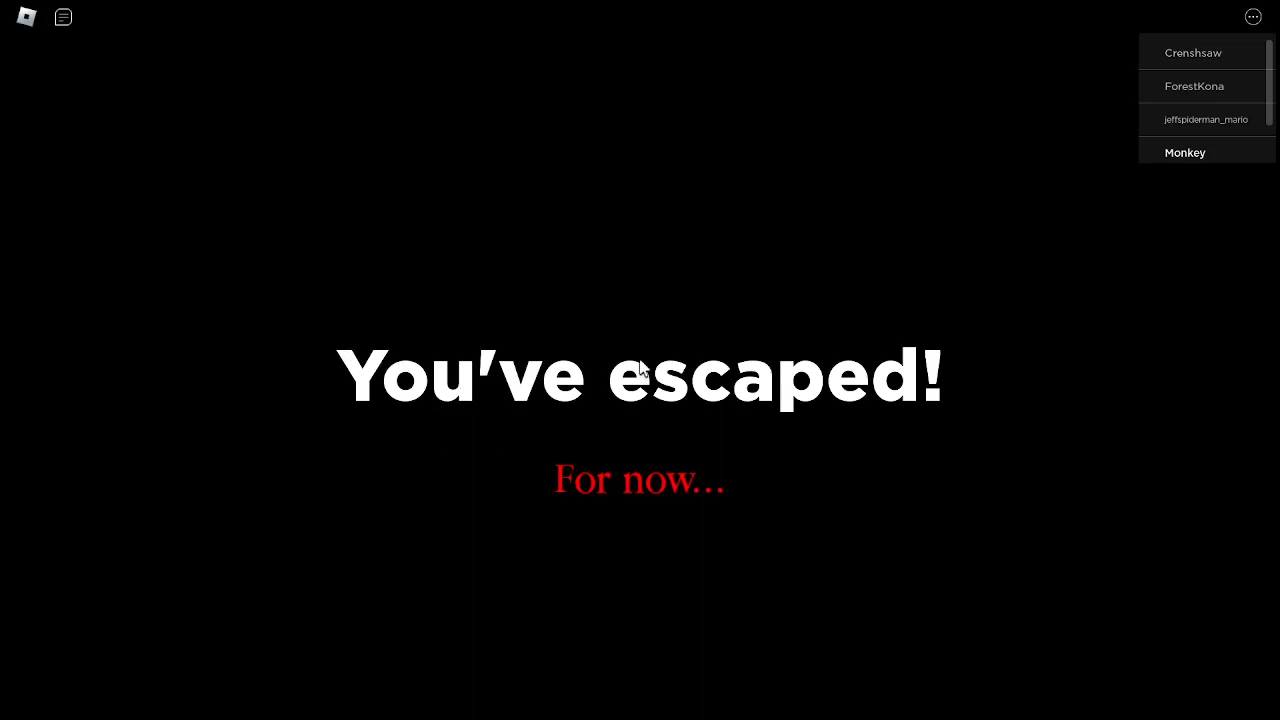 Crenshsaw
ForestKona
jeffspiderman_mario
Monkey
You've escaped!
For now...